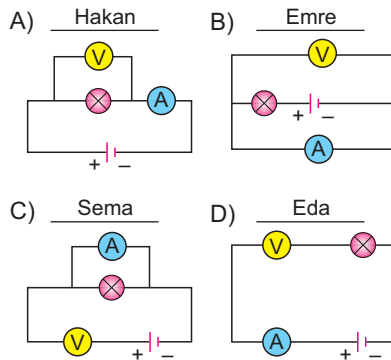 A) Hakan
V
A
+ –
B) Emre
V
+ –
A
C) Sema
A
V
+ –
D) Eda
V
A
+ –